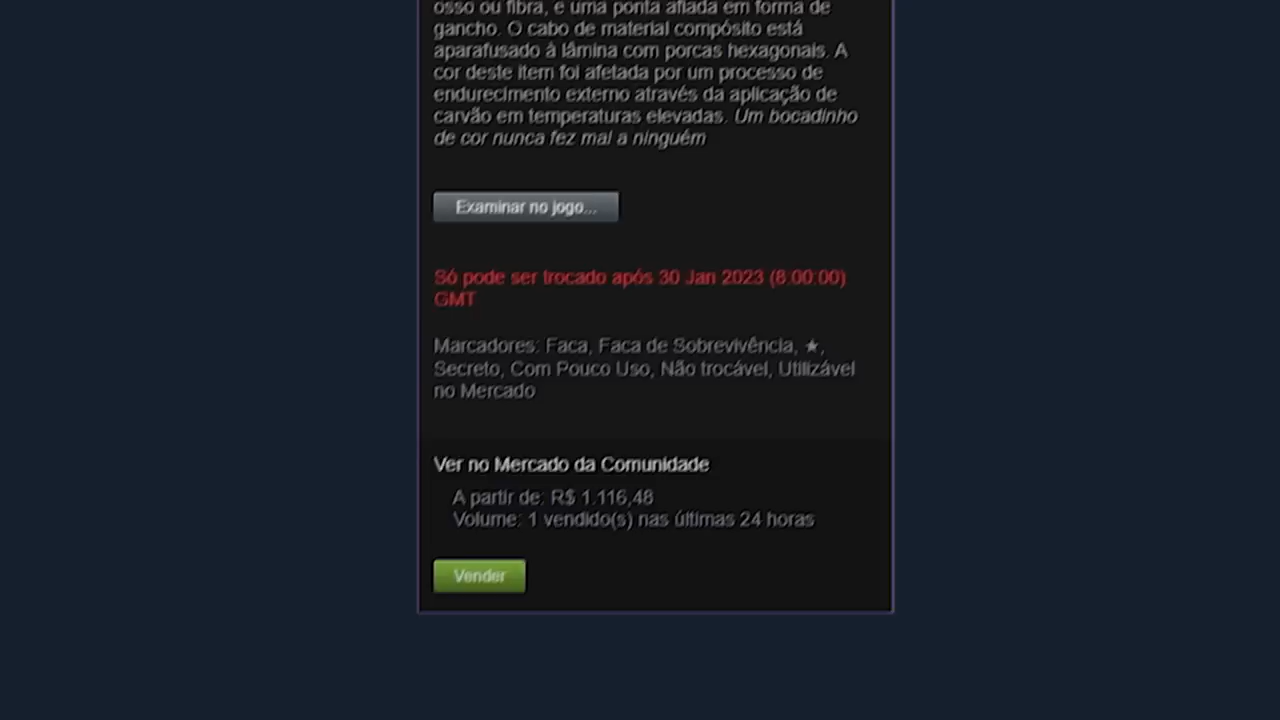 osso ou fibra, e uma ponta afiada em forma de
gancho. O cabo de material compósito está
aparafusado à lâmina com porcas hexagonais. A
cor deste item foi afetada por um processo de
endurecimento externo através da aplicação de
carvão em temperaturas elevadas. Um bocadinho
de cor nunca fez mal a ninguém
Examinar no jogo...
Só pode ser trocado após 30 Jan 2023 (8:00:00)
GMT
Marcadores: Faca, Faca de Sobrevivência, ★,
Secreto, Com Pouco Uso, Não trocável, Utilizável
no Mercado
Ver no Mercado da Comunidade
A partir de: R$ 1.116,48
Volume: 1 vendido(s) nas últimas 24 horas
Vender